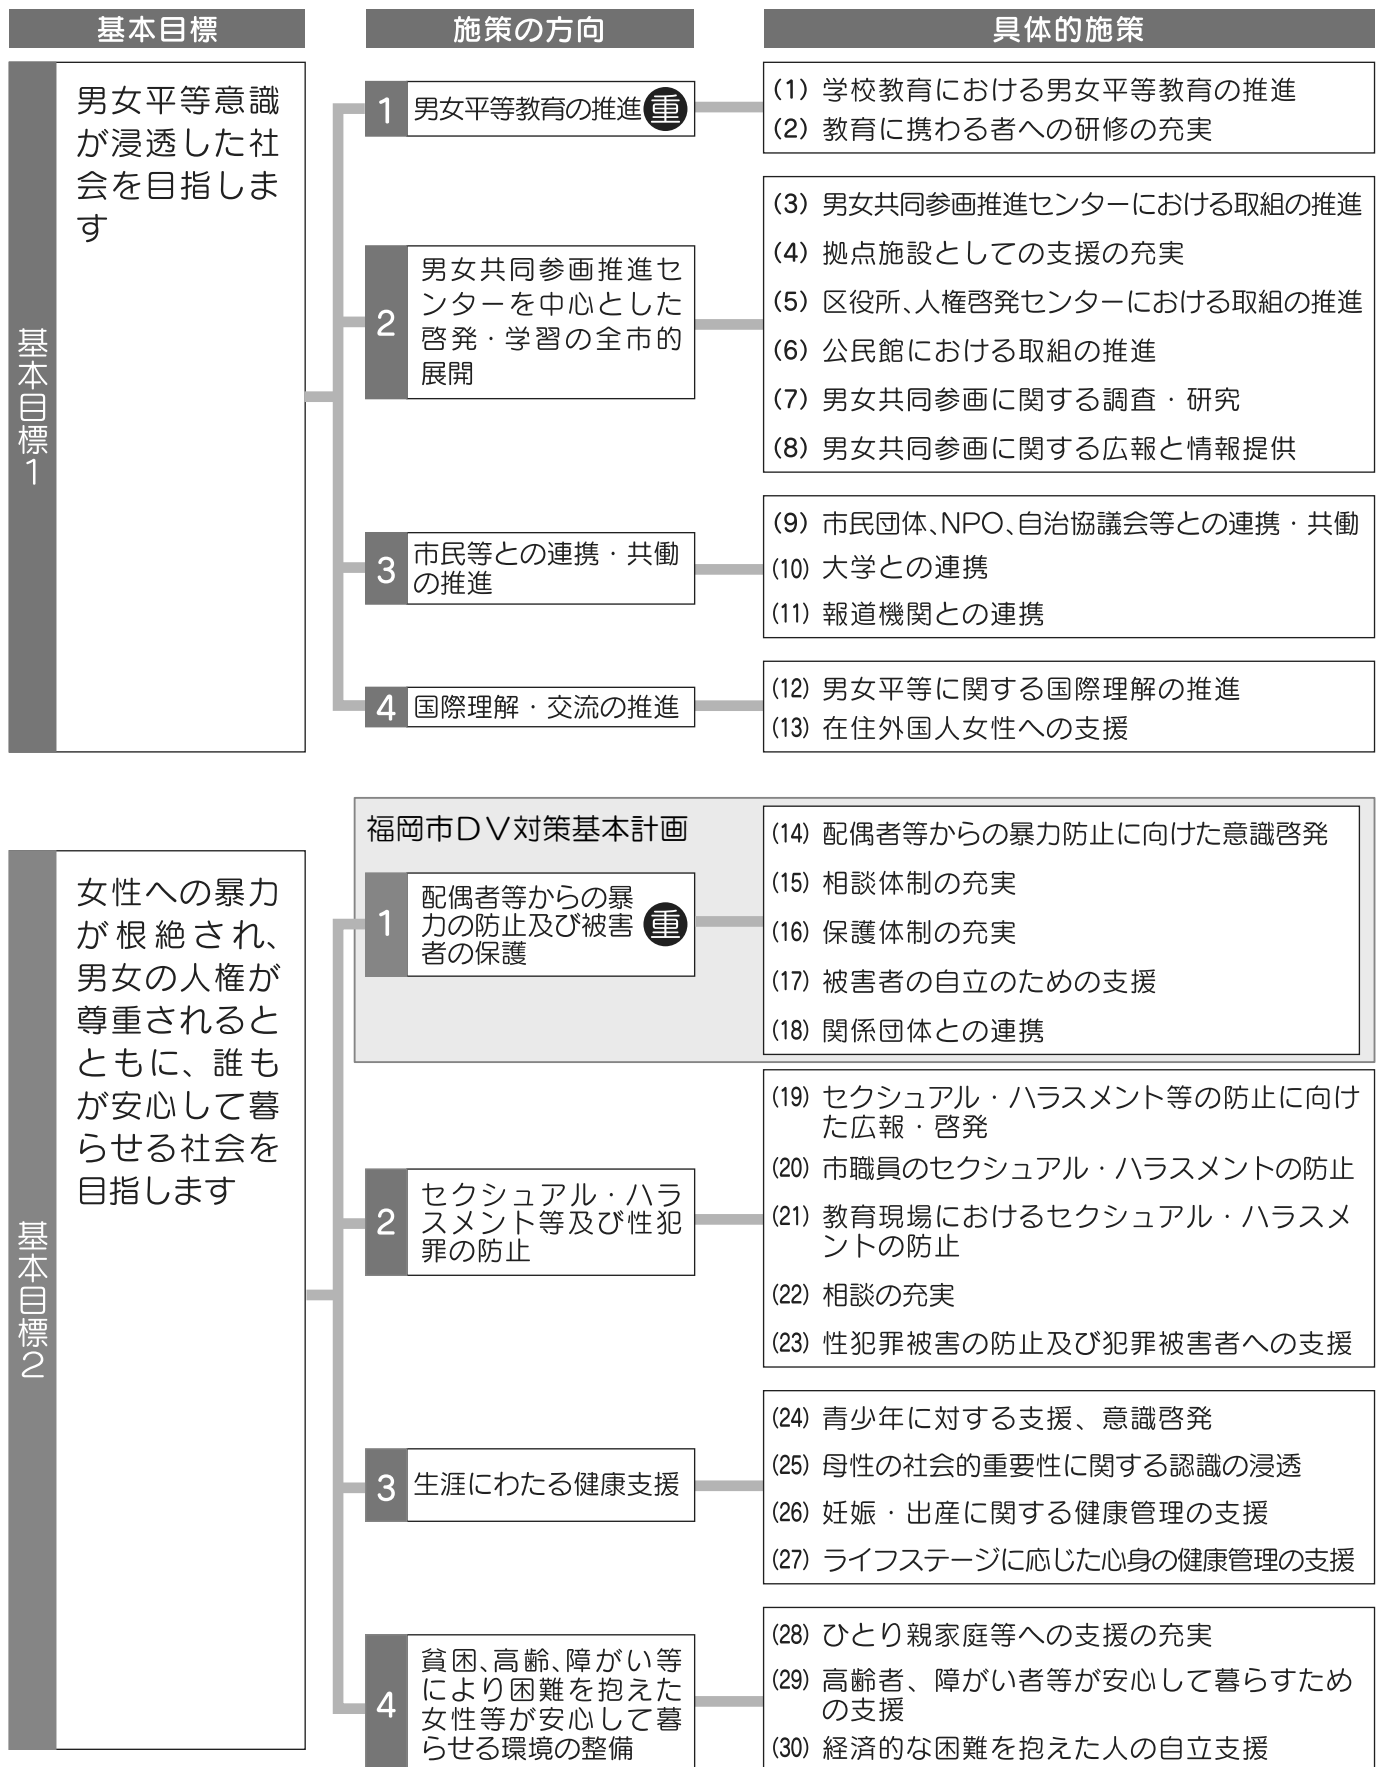 基本目標
施策の方向
具体的施策
基本目標1
男女平等意識
が浸透した社
会を目指しま
す
1
男女平等教育の推進 重
(1) 学校教育における男女平等教育の推進
(2) 教育に携わる者への研修の充実
2
男女共同参画推進セ
ンターを中心とした
啓発・学習の全市的
展開
(3) 男女共同参画推進センターにおける取組の推進
(4) 拠点施設としての支援の充実
(5) 区役所、人権啓発センターにおける取組の推進
(6) 公民館における取組の推進
(7) 男女共同参画に関する調査・研究
(8) 男女共同参画に関する広報と情報提供
3
市民等との連携・共働
の推進
(9) 市民団体、NPO、自治協議会等との連携・共働
(10) 大学との連携
(11) 報道機関との連携
4
国際理解・交流の推進
(12) 男女平等に関する国際理解の推進
(13) 在住外国人女性への支援
基本目標2
女性への暴力
が根絶され、
男女の人権が
尊重されると
ともに、誰も
が安心して暮
らせる社会を
目指します
福岡市DV対策基本計画
1
配偶者等からの暴
力の防止及び被害
者の保護
重
(14) 配偶者等からの暴力防止に向けた意識啓発
(15) 相談体制の充実
(16) 保護体制の充実
(17) 被害者の自立のための支援
(18) 関係団体との連携
2
セクシュアル・ハラ
スメント等及び性犯
罪の防止
(19) セクシュアル・ハラスメント等の防止に向け
た広報・啓発
(20) 市職員のセクシュアル・ハラスメントの防止
(21) 教育現場におけるセクシュアル・ハラスメ
ントの防止
(22) 相談の充実
(23) 性犯罪被害の防止及び犯罪被害者への支援
3
生涯にわたる健康支援
(24) 青少年に対する支援、意識啓発
(25) 母性の社会的重要性に関する認識の浸透
(26) 妊娠・出産に関する健康管理の支援
(27) ライフステージに応じた心身の健康管理の支援
4
貧困、高齢、障がい等
により困難を抱えた
女性等が安心して暮
らせる環境の整備
(28) ひとり親家庭等への支援の充実
(29) 高齢者、障がい者等が安心して暮らすため
の支援
(30) 経済的な困難を抱えた人の自立支援